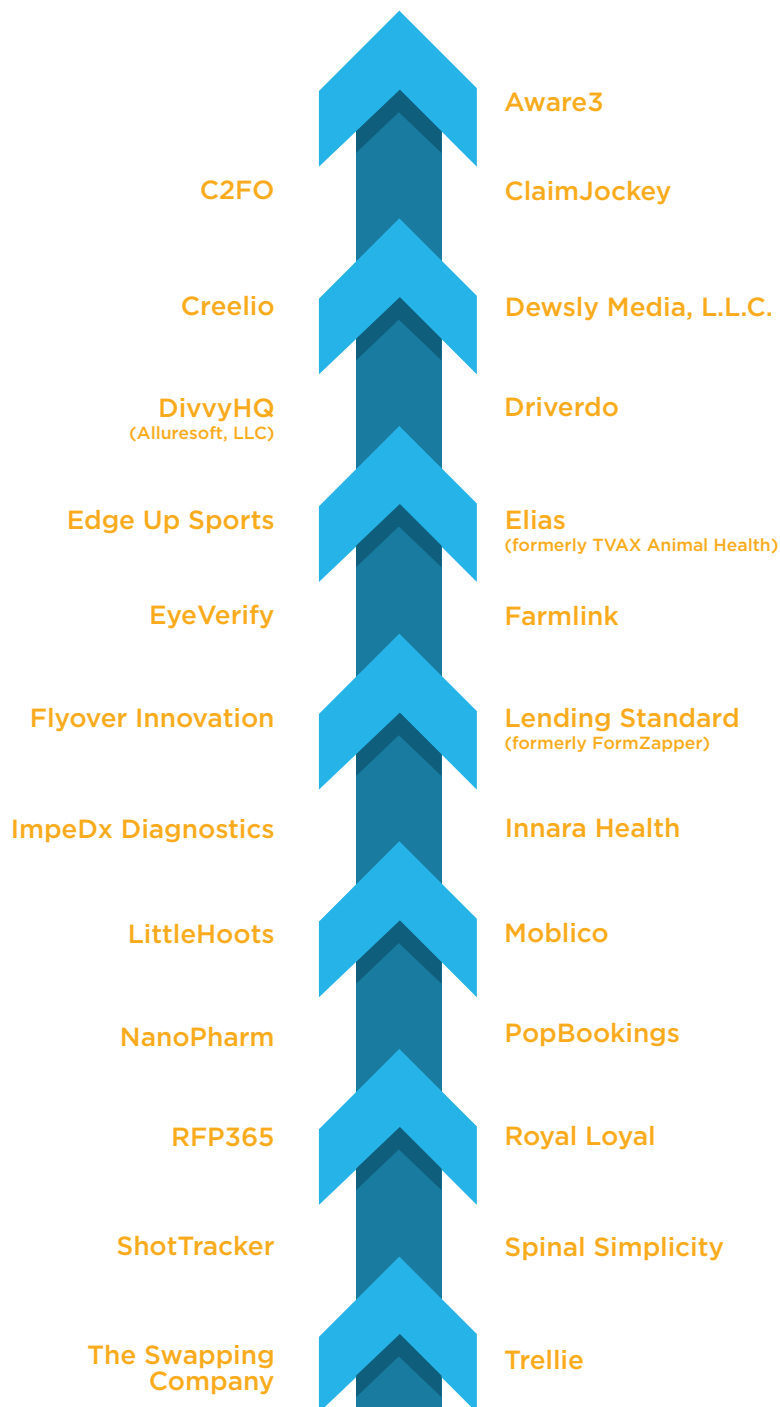 Aware3
C2FO
ClaimJockey
Creelio
Dewsly Media, L.L.C.
DivvyHQ
(Alluresoft, LLC)
Driverdo
Edge Up Sports
Elias
(formerly TVAX Animal Health)
EyeVerify
Farmlink
Flyover Innovation
Lending Standard
(formerly FormZapper)
ImpeDx Diagnostics
Innara Health
LittleHoots
Moblico
NanoPharm
PopBookings
RFP365
Royal Loyal
ShotTracker
Spinal Simplicity
The Swapping
Company
Trellie